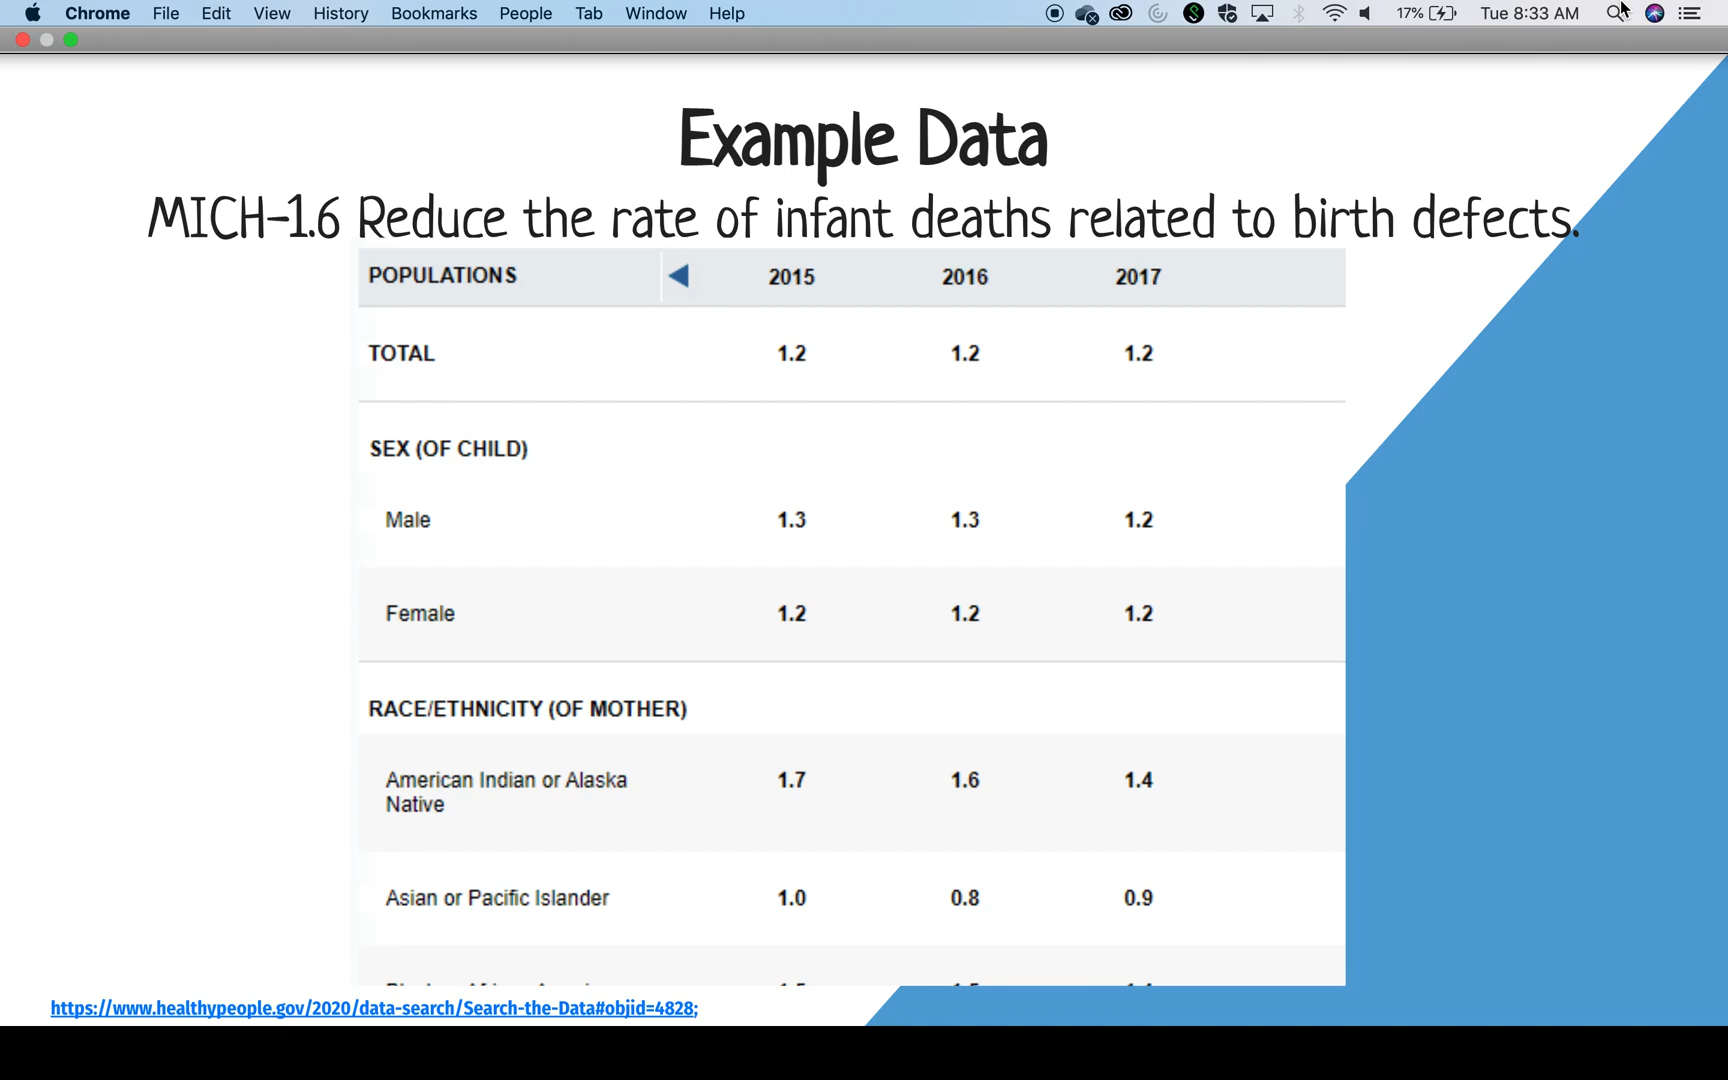 Chrome File Edit View History Bookmarks People Tab Window Help 17% Tue 8:33 AM
Example Data
MICH-1.6 Reduce the rate of infant deaths related to birth defects.
POPULATIONS 2015 2016 2017
TOTAL 1.2 1.2 1.2
SEX (OF CHILD)
Male 1.3 1.3 1.2
Female 1.2 1.2 1.2
RACE/ETHNICITY (OF MOTHER)
American Indian or Alaska
Native 1.7 1.6 1.4
Asian or Pacific Islander 1.0 0.8 0.9
https://www.healthypeople.gov/2020/data-search/Search-the-Data#objid=4828;